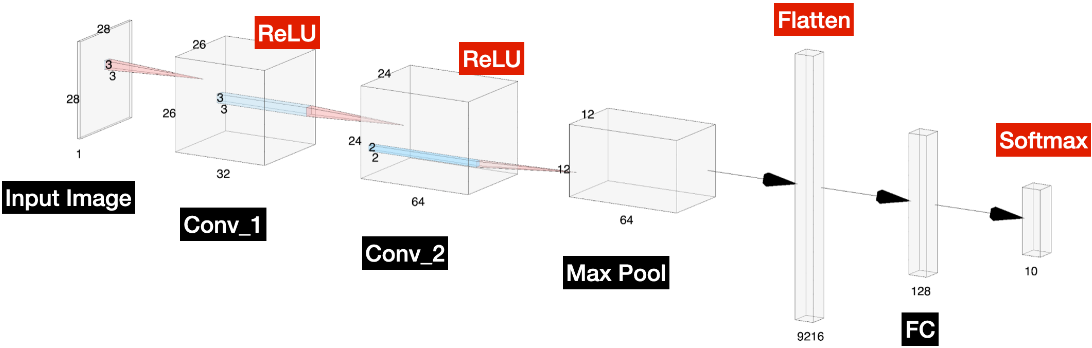 28
28
3
3
1
Input Image
26
26
ReLU
3
3
32
Conv_1
24
24
ReLU
2
2
64
Conv_2
12
12
64
Max Pool
Flatten
9216
128
FC
Softmax
10